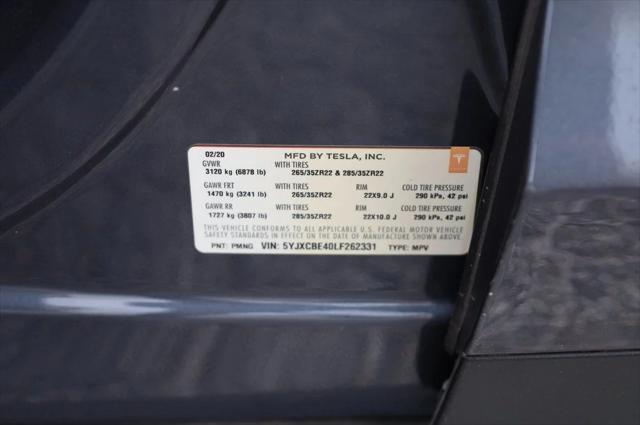 02/20 MFD BY TESLA, INC.
GVWR WITH TIRES
3120 kg (6878 lb) 265/35ZR22 & 285/35ZR22
GAWR FRT WITH TIRES RIM COLD TIRE PRESSURE
1470 kg (3241 lb) 265/35ZR22 22X9.0 J 290 kPa, 42 psi
GAWR RR WITH TIRES RIM COLD TIRE PRESSURE
1727 kg (3807 lb) 285/35ZR22 22X10.0 J 290 kPa, 42 psi
THIS VEHICLE CONFORMS TO ALL APPLICABLE U.S. FEDERAL MOTOR VEHICLE
SAFETY STANDARDS IN EFFECT ON THE DATE OF MANUFACTURE SHOWN ABOVE.
PNT: PMNG VIN: 5YJXCBE40LF262331 TYPE: MPV